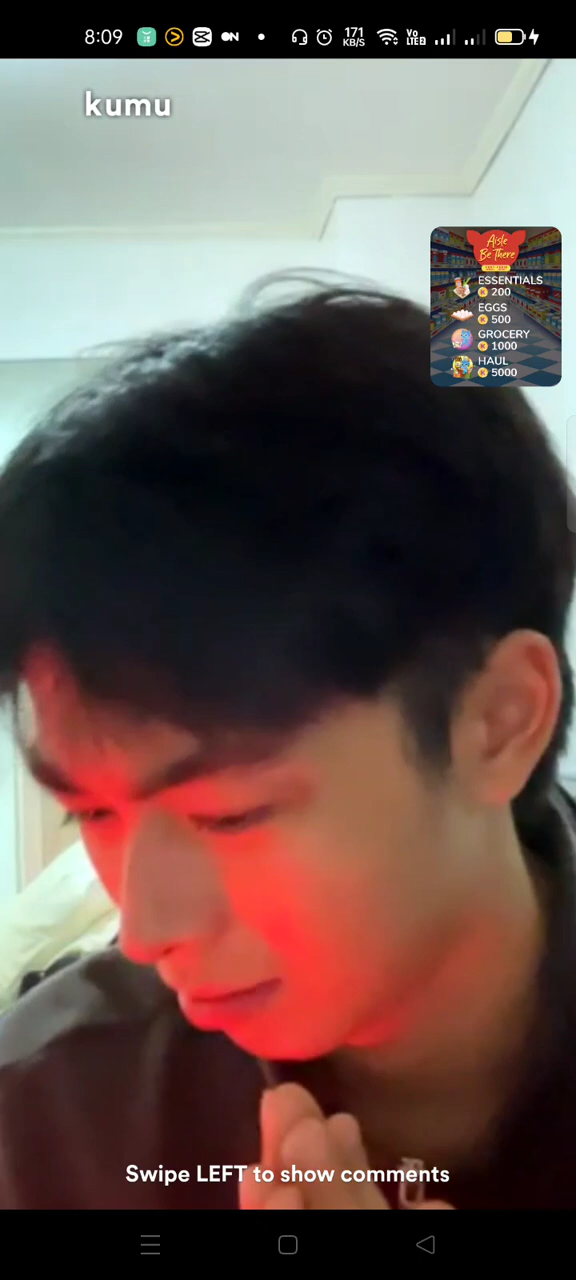 8:09
ON
171
KB/S
Vo
LTE2
kumu
Aisle
Be There
ESSENTIALS
200
EGGS
500
GROCERY
1000
HAUL
5000
Swipe LEFT to show comments